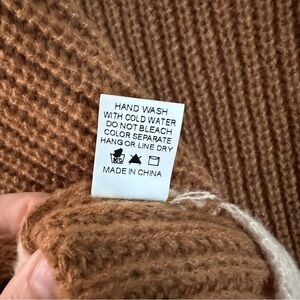 HAND WASH
WITH COLD WATER
DO NOT BLEACH
COLOR SEPARATE
HANG OR LINE DRY
MADE IN CHINA